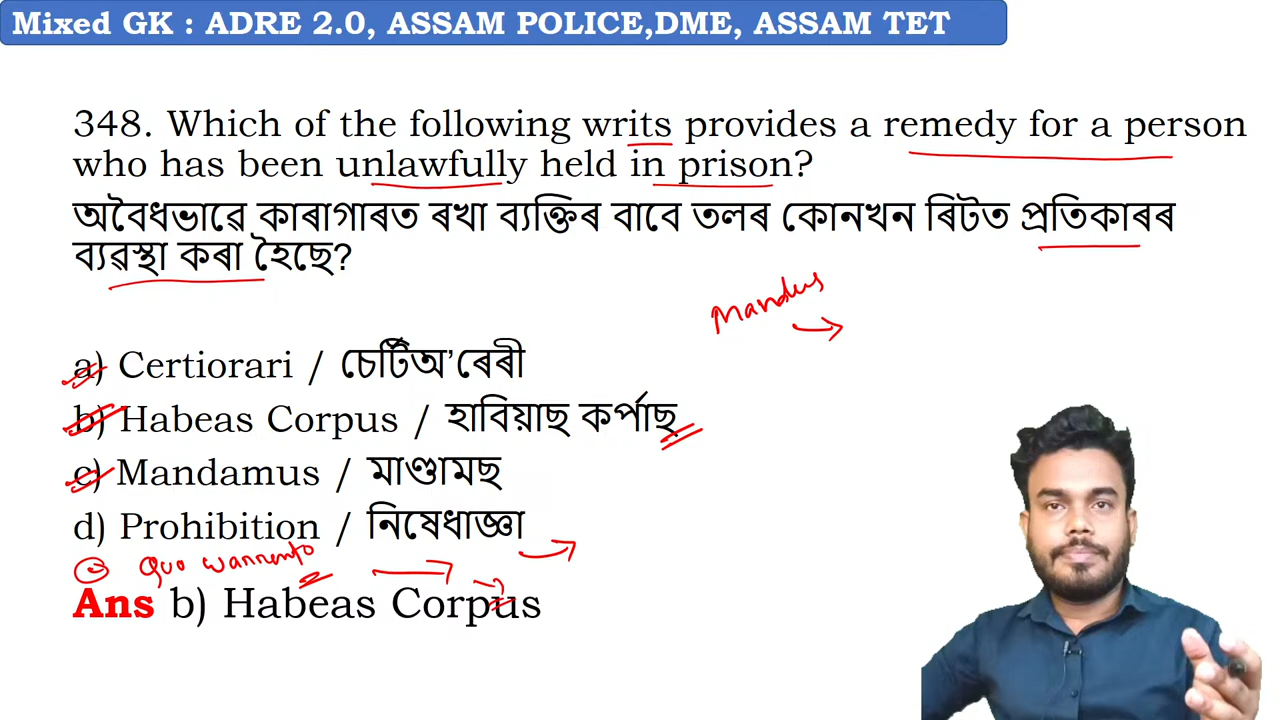 Mixed GK : ADRE 2.0, ASSAM POLICE,DME, ASSAM TET
348. Which of the following writs provides a remedy for a person
who has been unlawfully held in prison?
অবৈধভাৱে কাৰাগাৰত ৰখা ব্যক্তিৰ বাবে তলৰ কোনখন ৰিটত প্ৰতিকাৰৰ
ব্যৱস্থা কৰা হৈছে?
Mandus
a) Certiorari / চেৰ্টিঅ'ৰেৰী
b) Habeas Corpus / হাবিয়াছ কৰ্পাছ
c) Mandamus / মাণ্ডামছ
d) Prohibition / নিষেধাজ্ঞা
Quo warrento
Ans b) Habeas Corpus